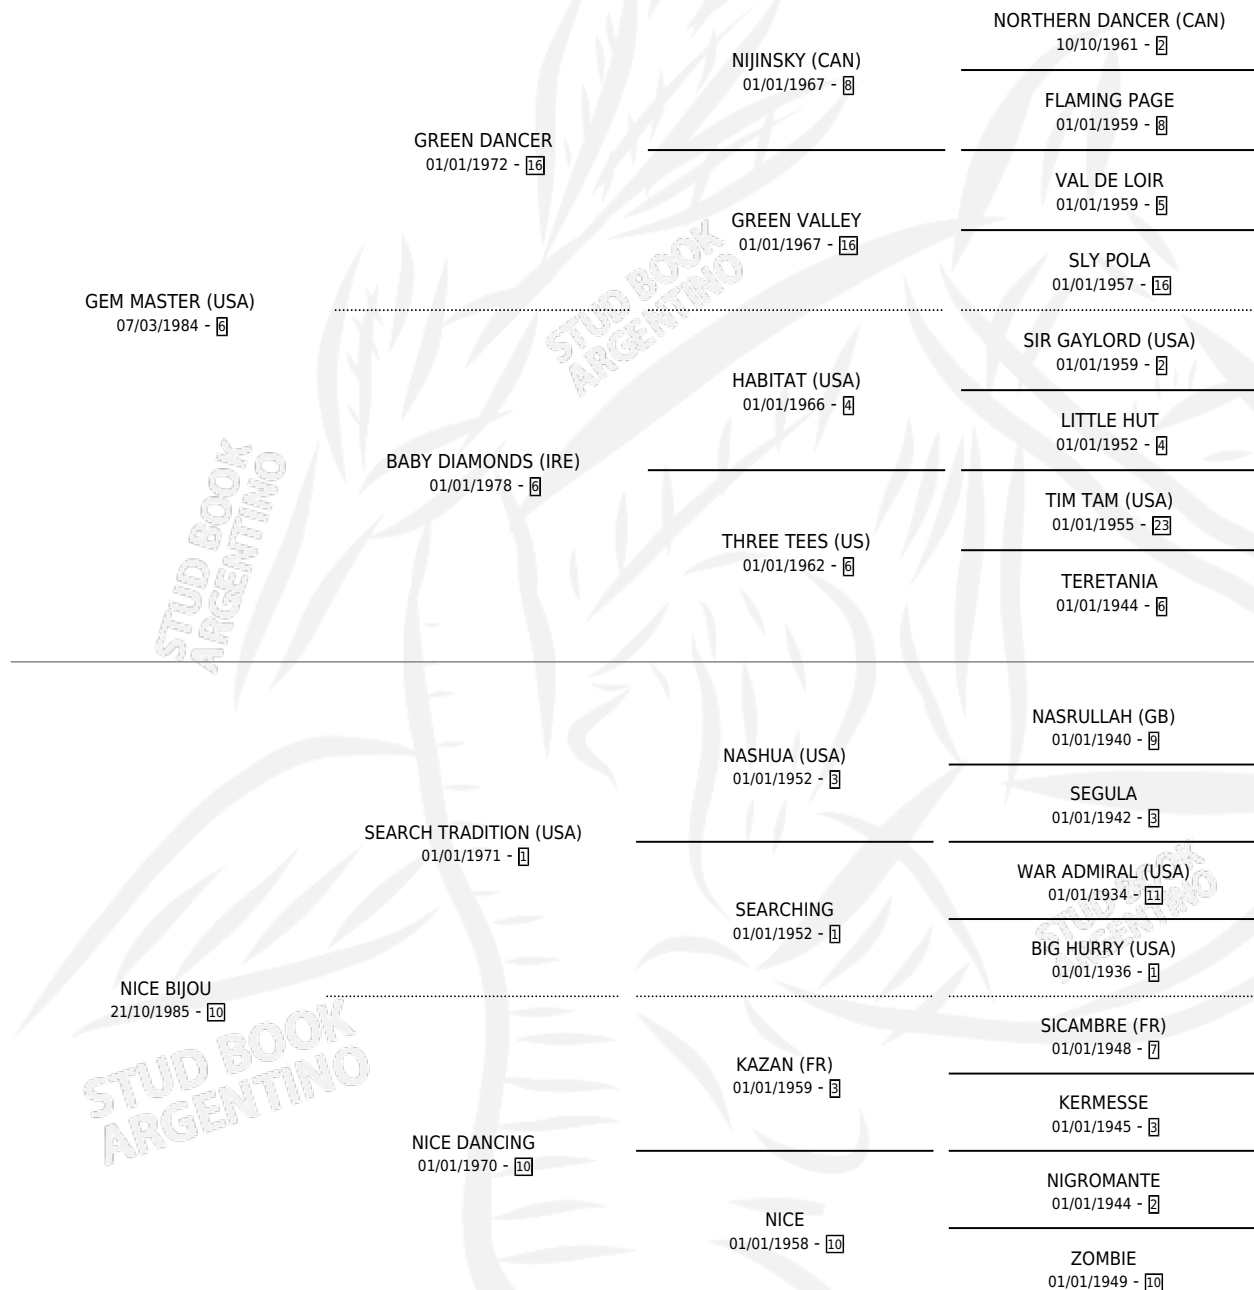 NORTHERN DANCER (CAN)
10/10/1961 - 2
NIJINSKY (CAN)
01/01/1967 - 8
FLAMING PAGE
01/01/1959 - 8
GREEN DANCER
01/01/1972 - 16
VAL DE LOIR
01/01/1959 - 5
GREEN VALLEY
01/01/1967 - 16
SLY POLA
01/01/1957 - 16
GEM MASTER (USA)
07/03/1984 - 6
SIR GAYLORD (USA)
01/01/1959 - 2
HABITAT (USA)
01/01/1966 - 4
LITTLE HUT
01/01/1952 - 4
BABY DIAMONDS (IRE)
01/01/1978 - 6
TIM TAM (USA)
01/01/1955 - 23
THREE TEES (US)
01/01/1962 - 6
TERETANIA
01/01/1944 - 6
STUD BOOK
ARGENTINO
STUD BOOK
ARGENTINO
NASRULLAH (GB)
01/01/1940 - 9
NASHUA (USA)
01/01/1952 - 3
SEGULA
01/01/1942 - 3
SEARCH TRADITION (USA)
01/01/1971 - 1
WAR ADMIRAL (USA)
01/01/1934 - 11
SEARCHING
01/01/1952 - 1
BIG HURRY (USA)
01/01/1936 - 1
NICE BIJOU
21/10/1985 - 10
SICAMBRE (FR)
01/01/1948 - 7
KAZAN (FR)
01/01/1959 - 3
KERMESSE
01/01/1945 - 3
NICE DANCING
01/01/1970 - 10
NIGROMANTE
01/01/1944 - 2
NICE
01/01/1958 - 10
ZOMBIE
01/01/1949 - 10
STUD BOOK
ARGENTINO
STUD BOOK
ARGENTINO